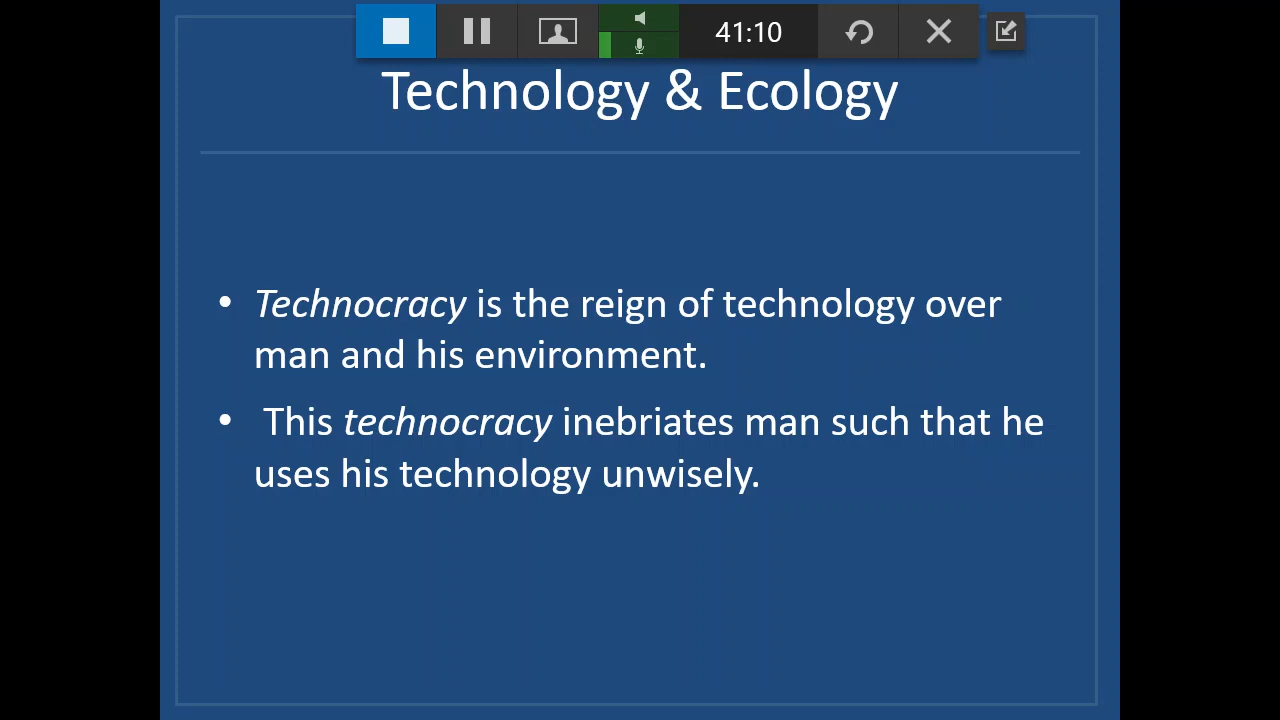 41:10
Technology & Ecology
• Technocracy is the reign of technology over
man and his environment.
• This technocracy inebriates man such that he
uses his technology unwisely.